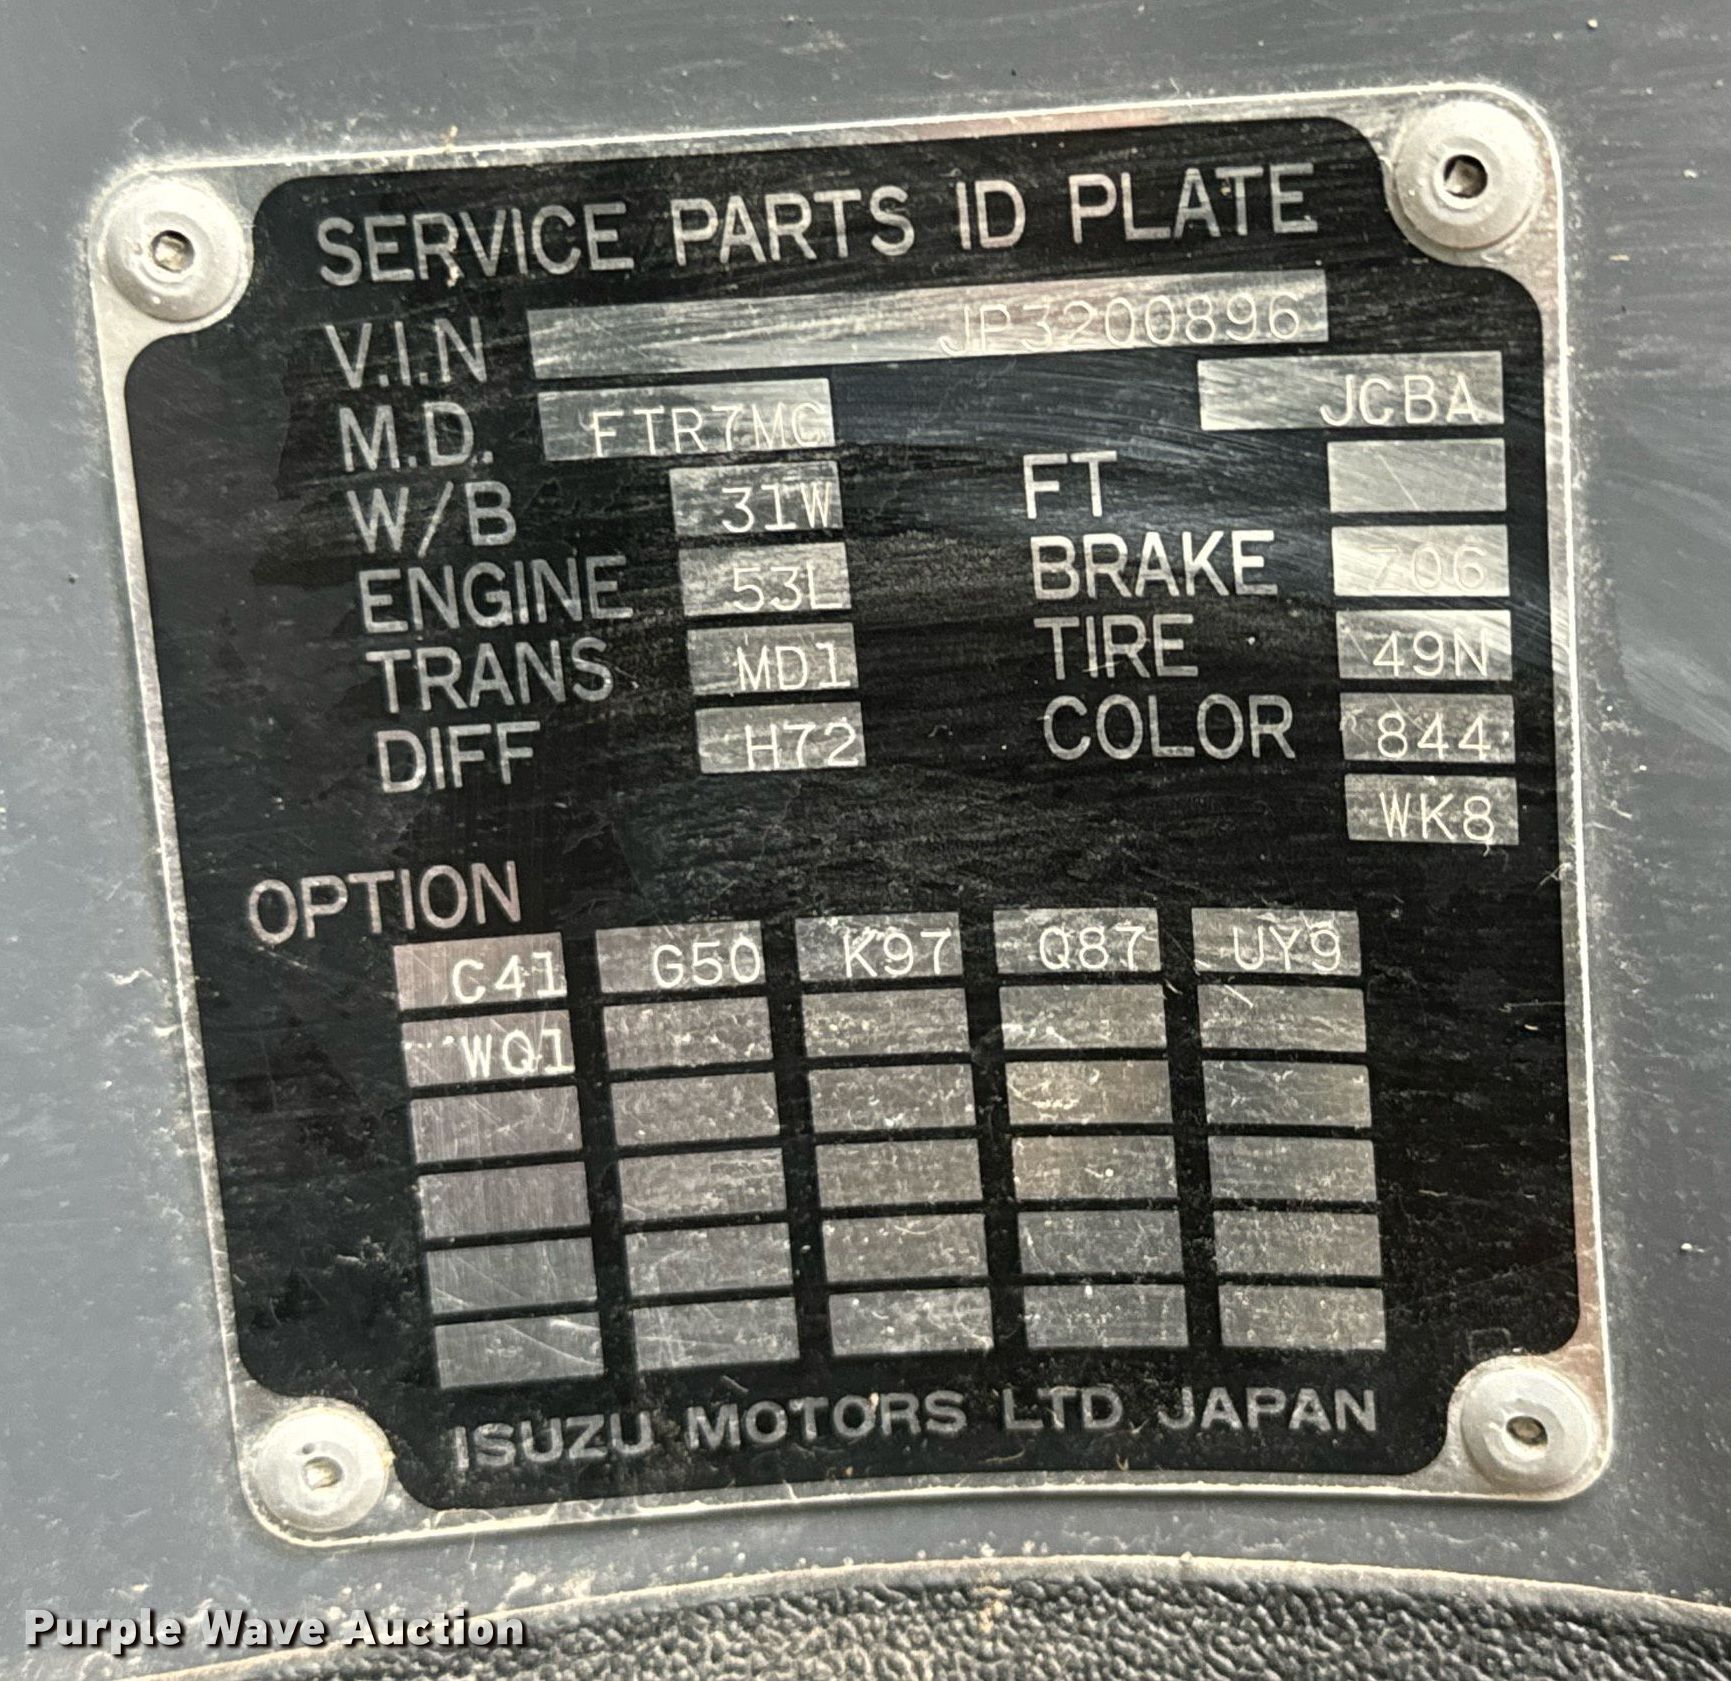 SERVICE PARTS ID PLATE
V.I.N JP3200896
M.D. FTR7MC JCBA
W/B 31W FT
ENGINE 53L BRAKE 706
TRANS MD1 TIRE 49N
DIFF H72 COLOR 844
WK8
OPTION
C41 G50 K97 Q87 UY9
WQ1
ISUZU MOTORS LTD. JAPAN
Purple Wave Auction